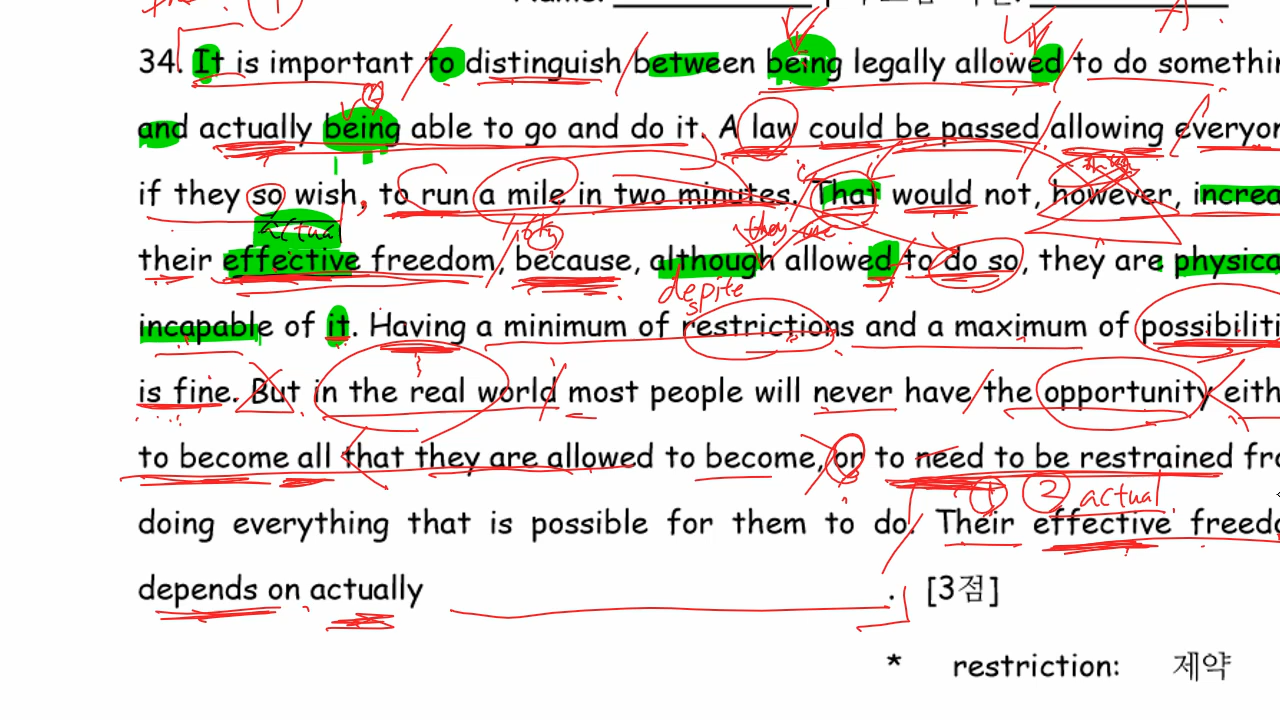 34. It is important to distinguish between being legally allowed to do somethin
and actually being able to go and do it. A law could be passed allowing everyon
if they so wish, to run a mile in two minutes. That would not, however, increa
actual
their effective freedom, because, although allowed to do so, they are physica
depite
incapable of it. Having a minimum of restrictions and a maximum of possibiliti
is fine. But in the real world most people will never have the opportunity eith
to become all that they are allowed to become, or to need to be restrained fro
① ② actual
doing everything that is possible for them to do. Their effective freedo
depends on actually . [3점]
* restriction: 제약